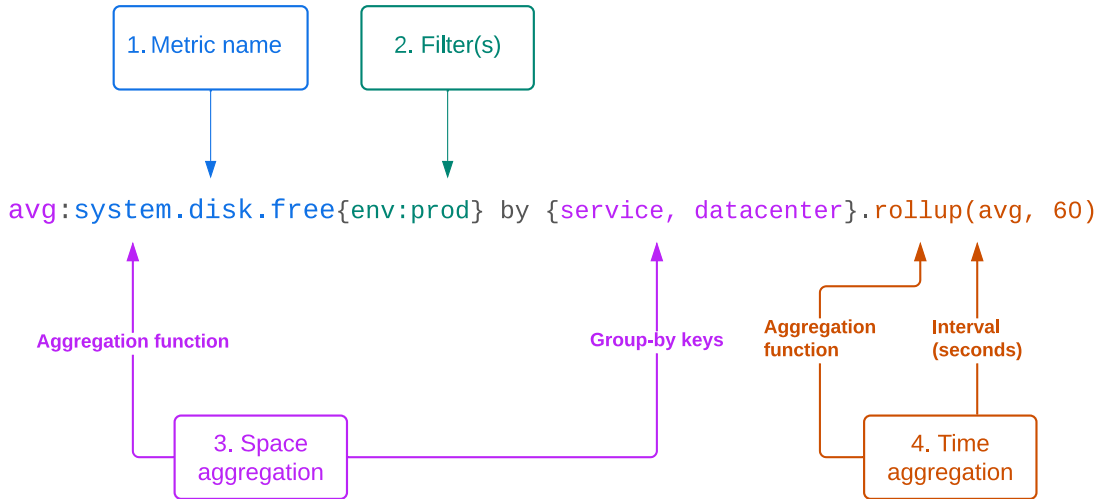 1. Metric name
2. Filter(s)
avg:system.disk.free{env:prod} by {service, datacenter}.rollup(avg, 60)
Aggregation function
Group-by keys
Aggregation
function
Interval
(seconds)
3. Space
aggregation
4. Time
aggregation